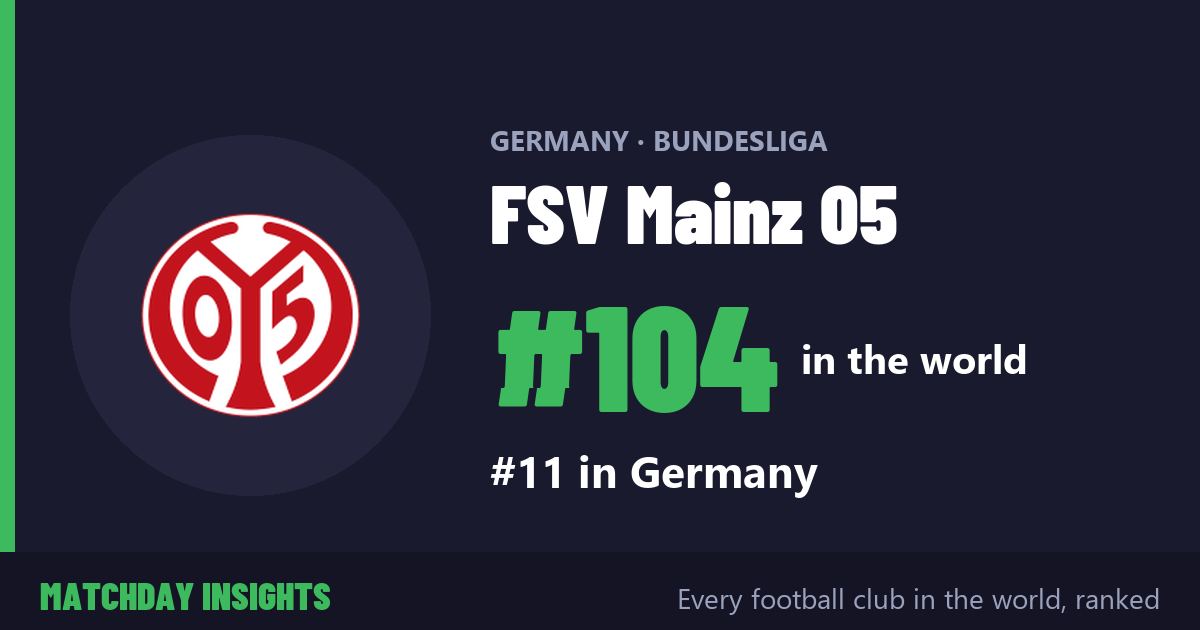 GERMANY · BUNDESLIGA
FSV Mainz 05
05
#104 in the world
#11 in Germany
MATCHDAY INSIGHTS
Every football club in the world, ranked